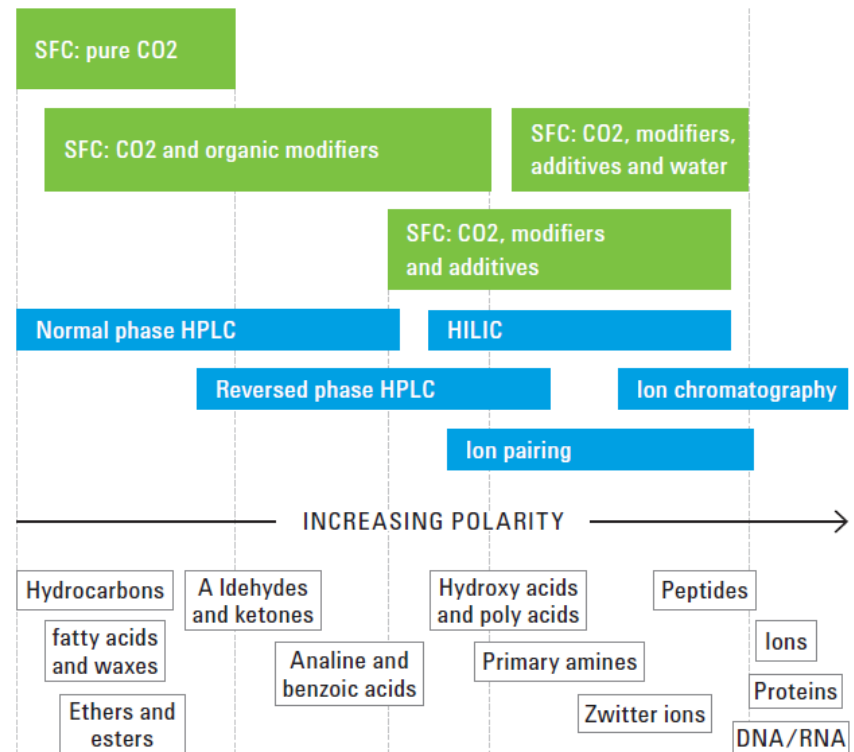 SFC: pure CO2
SFC: CO2 and organic modifiers
SFC: CO2, modifiers,
additives and water
SFC: CO2, modifiers
and additives
Normal phase HPLC
HILIC
Reversed phase HPLC
Ion chromatography
Ion pairing
INCREASING POLARITY
Hydrocarbons
A ldehydes
and ketones
Hydroxy acids
and poly acids
Peptides
fatty acids
and waxes
Analine and
benzoic acids
Primary amines
Ions
Ethers and
esters
Zwitter ions
Proteins
DNA/RNA